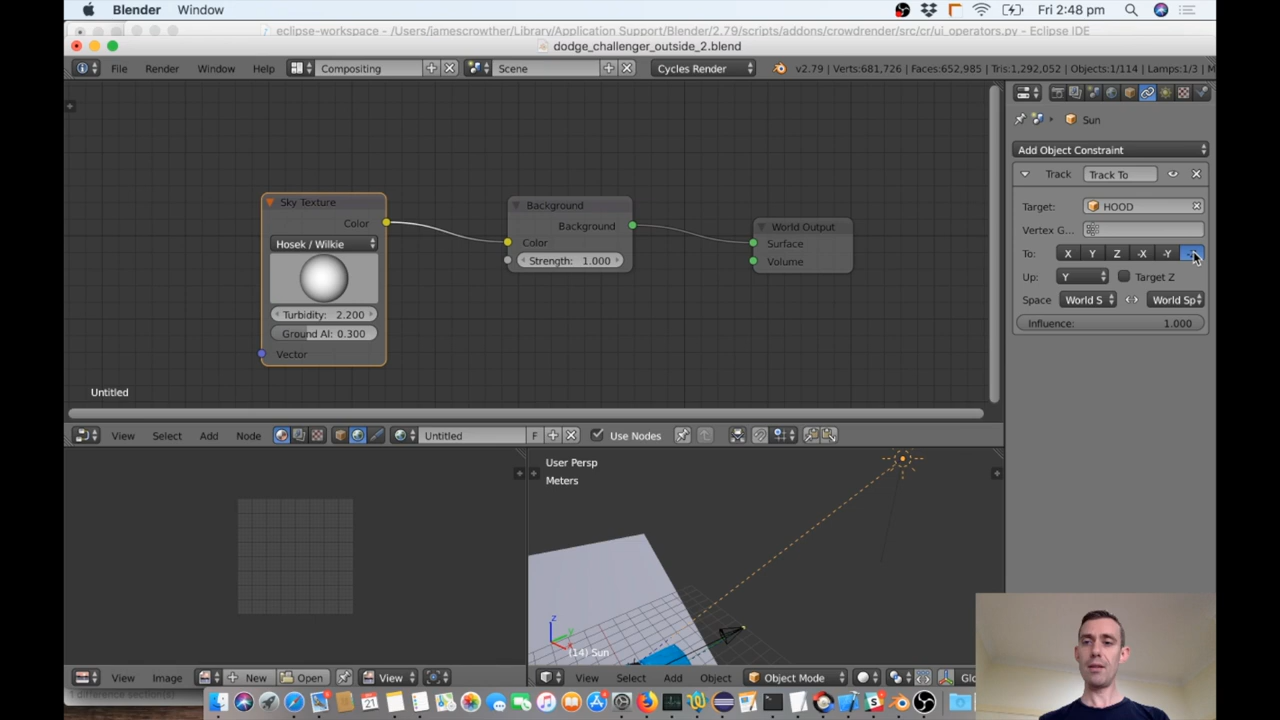 Blender Window Fri 2:48 pm
eclipse-workspace - /Users/jamescrowther/Library/Application Support/Blender/2.79/scripts/addons/crowdrender/src/cr/ui_operators.py - Eclipse IDE
dodge_challenger_outside_2.blend
File Render Window Help Compositing Scene Cycles Render v2.79 | Verts:681,726 | Faces:652,985 | Tris:1,292,052 | Objects:1/114 | Lamps:1/3 | M
Sun
Add Object Constraint
Track Track To
Target: HOOD
Vertex G...
To: X Y Z -X -Y
Up: Y Target Z
Space World S World Sp
Influence: 1.000
Sky Texture
Color
Hosek / Wilkie
Turbidity: 2.200
Ground Al: 0.300
Vector
Background
Background
Color
Strength: 1.000
World Output
Surface
Volume
Untitled
View Select Add Node Untitled F Use Nodes
User Persp
Meters
z
y
x
(14) Sun
View Image New Open View
View Select Add Object Object Mode Glo
1 difference section(s)
21